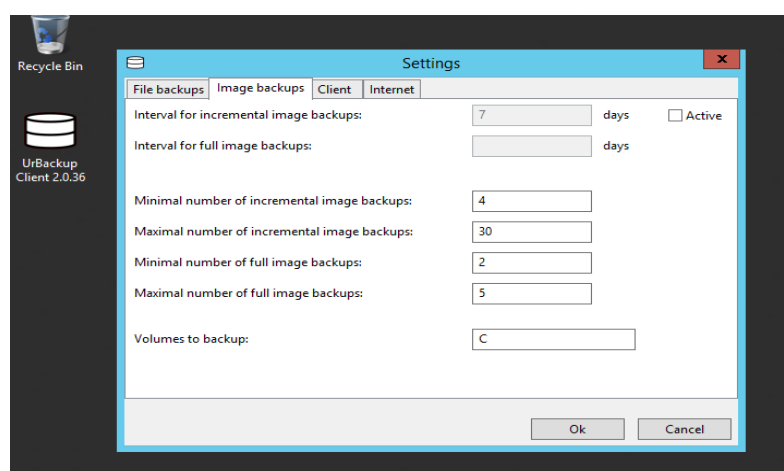 Recycle Bin
UrBackup
Client 2.0.36
Settings
x
File backups Image backups Client Internet
Interval for incremental image backups: 7 days Active
Interval for full image backups: days
Minimal number of incremental image backups: 4
Maximal number of incremental image backups: 30
Minimal number of full image backups: 2
Maximal number of full image backups: 5
Volumes to backup: C
Ok Cancel